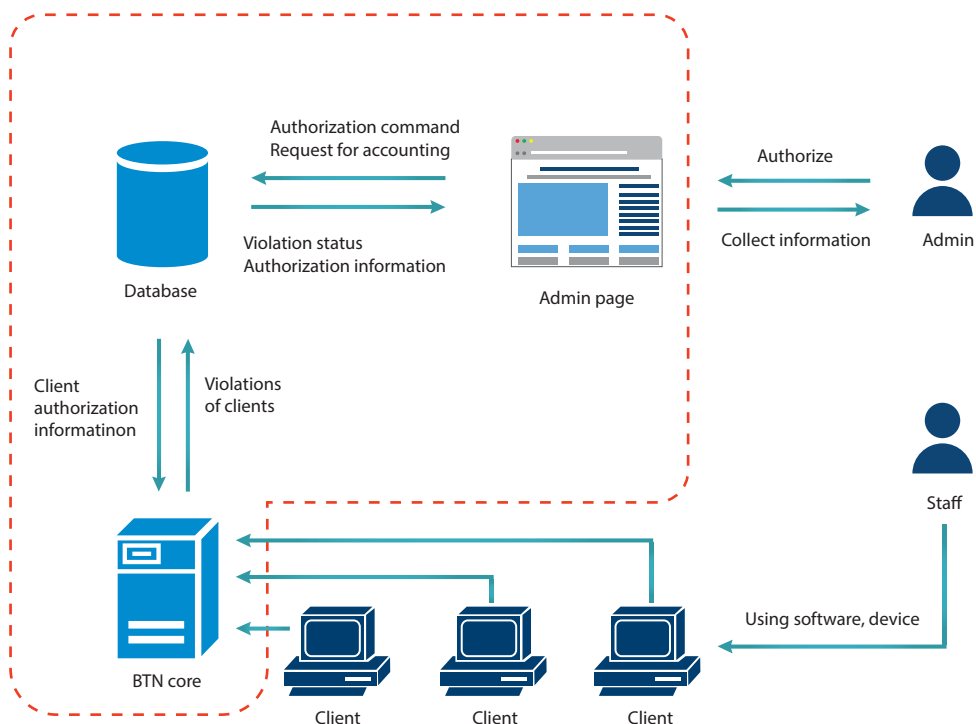 Authorization command
Request for accounting
Authorize
Violation status
Authorization information
Collect information
Admin
Database
Admin page
Client
authorization
informatinon
Violations
of clients
Staff
Using software, device
BTN core
Client
Client
Client